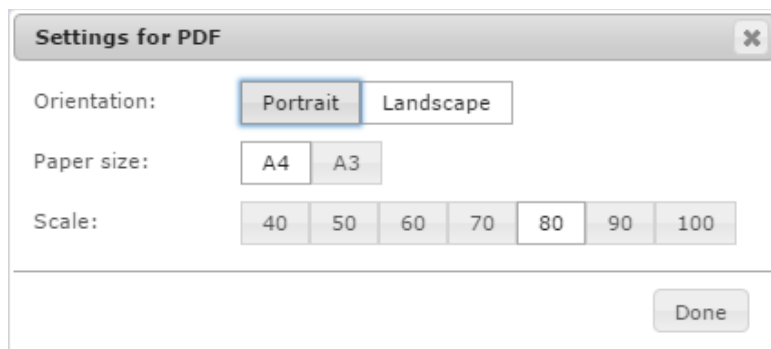 Settings for PDF
Orientation: Portrait Landscape
Paper size: A4 A3
Scale: 40 50 60 70 80 90 100
Done